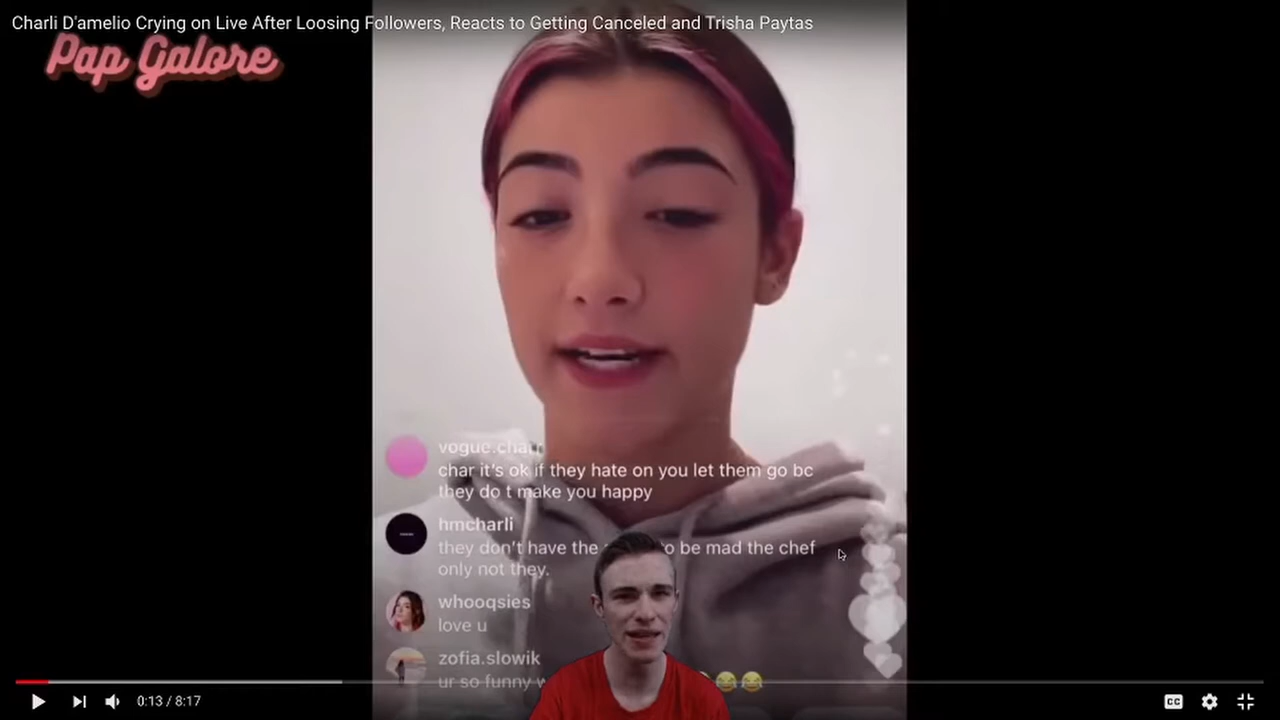 Charli D'amelio Crying on Live After Loosing Followers, Reacts to Getting Canceled and Trisha Paytas
Pap Galore
vogue.charr
char it's ok if they hate on you let them go bc
they do t make you happy
hmcharli
they don't have the to be mad the chef
only not they.
whooqsies
love u
zofia.slowik
ur so funny
0:13 / 8:17
CC